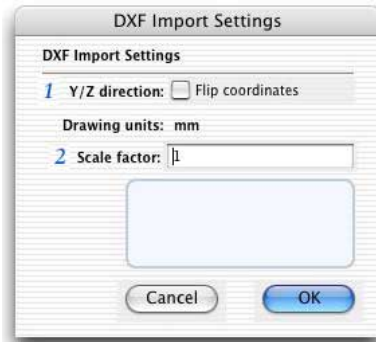 DXF Import Settings
DXF Import Settings
1 Y/Z direction: Flip coordinates
Drawing units: mm
2 Scale factor: 1
Cancel OK